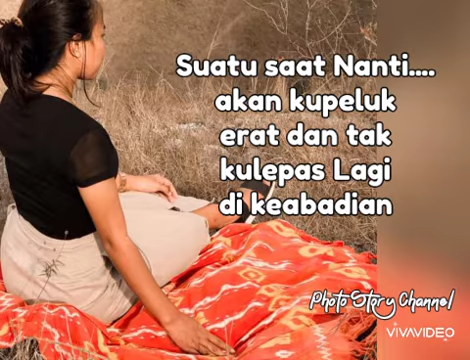 Suatu saat Nanti....
akan kupeluk
erat dan tak
kulepas Lagi
di keabadian
Photo Story Channel
VIVAVIDEO